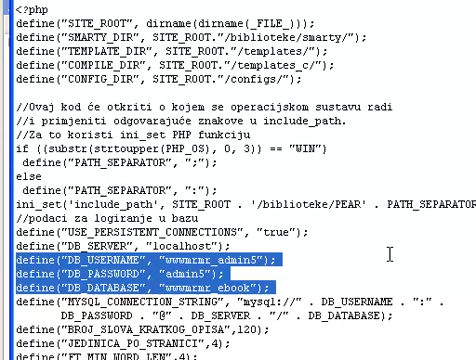 <?php
define("SITE_ROOT", dirname(dirname(_FILE_)));
define("SMARTY_DIR", SITE_ROOT."/biblioteke/smarty/");
define("TEMPLATE_DIR", SITE_ROOT."/templates/");
define("COMPILE_DIR", SITE_ROOT."/templates_c/");
define("CONFIG_DIR", SITE_ROOT."/configs/");
//Ovaj kod će otkriti o kojem se operacijskom sustavu radi
//i primjeniti odgovarajuće znakove u include_path.
//Za to koristi ini_set PHP funkciju
if ((substr(strtoupper(PHP_OS), 0, 3)) == "WIN")
define("PATH_SEPARATOR", ";");
else
define("PATH_SEPARATOR", ":");
ini_set('include_path', SITE_ROOT . '/biblioteke/PEAR' . PATH_SEPARATOR
//podaci za logiranje u bazu
define("USE_PERSISTENT_CONNECTIONS", "true");
define("DB_SERVER", "localhost");
define("DB_USERNAME", "wwwmrmr_admin5");
define("DB_PASSWORD", "admin5");
define("DB_DATABASE", "wwwmrmr_ebook");
define("MYSQL_CONNECTION_STRING", "mysql://" . DB_USERNAME . ":" .
DB_PASSWORD . "@" . DB_SERVER . "/" . DB_DATABASE);
define("BROJ_SLOVA_KRATKOG_OPISA",120);
define("JEDINICA_PO_STRANICI",4);
define("FT_MIN_WORD_LEN",4);